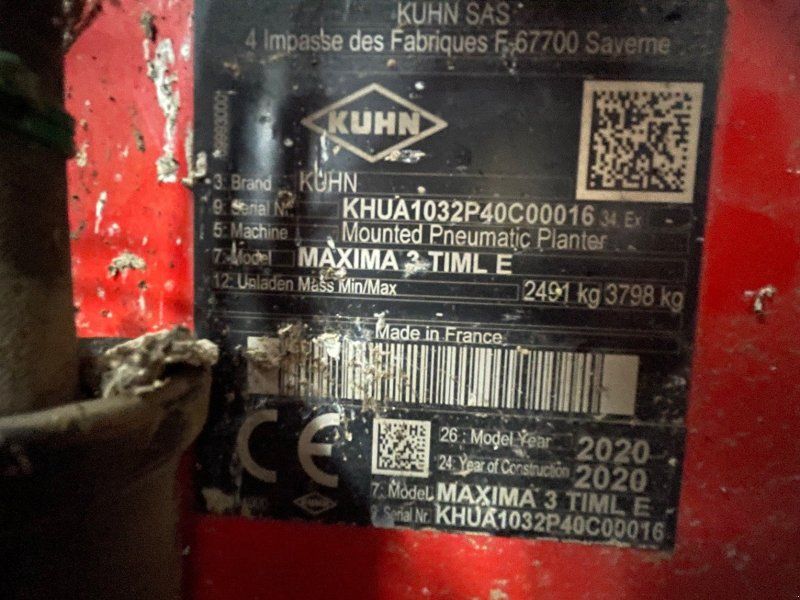 KUHN SAS
4 Impasse des Fabriques F-67700 Saverne
KUHN
3: Brand KUHN
9: Serial Nr. KHUA1032P40C00016 34: Ex
5: Machine Mounted Pneumatic Planter
7: Model MAXIMA 3 TIML E
12: Unladen Mass Min/Max 2491 kg 3798 kg
Made in France
CE
26: Model Year 2020
24: Year of Construction 2020
7: Model MAXIMA 3 TIML E
Serial Nr. KHUA1032P40C00016